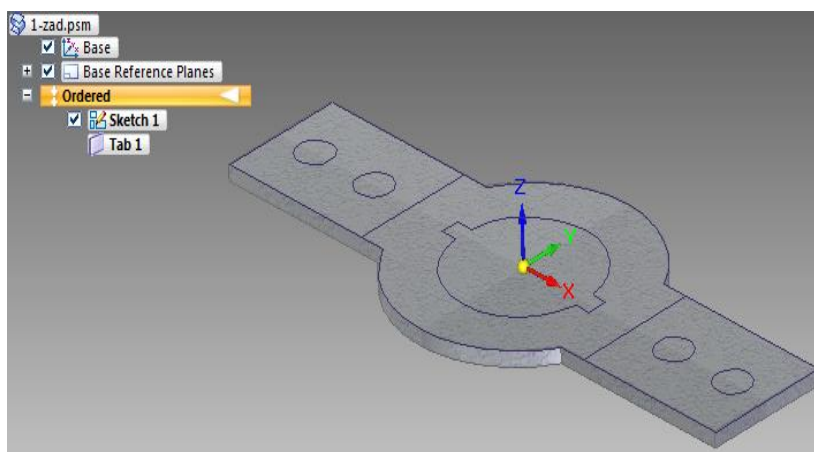 1-zad.psm
Base
Base Reference Planes
Ordered
Sketch 1
Tab 1
Z
Y
X